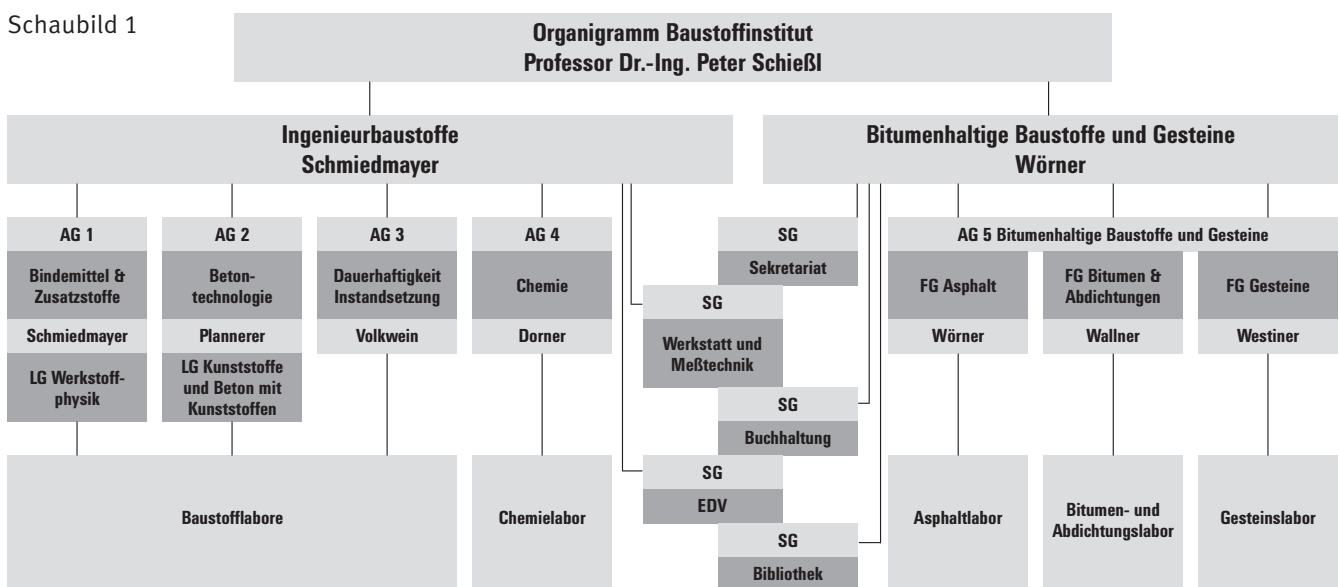 Schaubild 1
Organigramm Baustoffinstitut
Professor Dr.-Ing. Peter Schießl
Ingenieurbaustoffe
Schmiedmayer
Bitumenhaltige Baustoffe und Gesteine
Wörner
AG 1
Bindemittel &
Zusatzstoffe
Schmiedmayer
LG Werkstoff-
physik
AG 2
Beton-
technologie
Plannerer
LG Kunststoffe
und Beton mit
Kunststoffen
AG 3
Dauerhaftigkeit
Instandsetzung
Volkwein
Baustofflabore
AG 4
Chemie
Dorner
Chemielabor
SG
Sekretariat
SG
Werkstatt und
Meßtechnik
SG
Buchhaltung
SG
EDV
SG
Bibliothek
AG 5 Bitumenhaltige Baustoffe und Gesteine
FG Asphalt
Wörner
Asphaltlabor
FG Bitumen &
Abdichtungen
Wallner
Bitumen- und
Abdichtungslabor
FG Gesteine
Westiner
Gesteinslabor